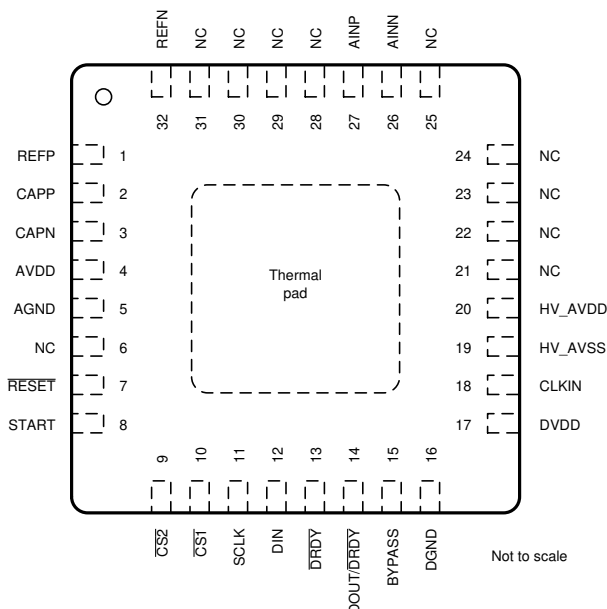 REFN
NC
NC
NC
NC
AINP
AINN
NC
32
31
30
29
28
27
26
25
REFP 1
CAPP 2
CAPN 3
AVDD 4
AGND 5
NC 6
RESET 7
START 8
Thermal
pad
24 NC
23 NC
22 NC
21 NC
20 HV_AVDD
19 HV_AVSS
18 CLKIN
17 DVDD
9
10
11
12
13
14
15
16
CS2
CS1
SCLK
DIN
DRDY
DOUT/DRDY
BYPASS
DGND
Not to scale